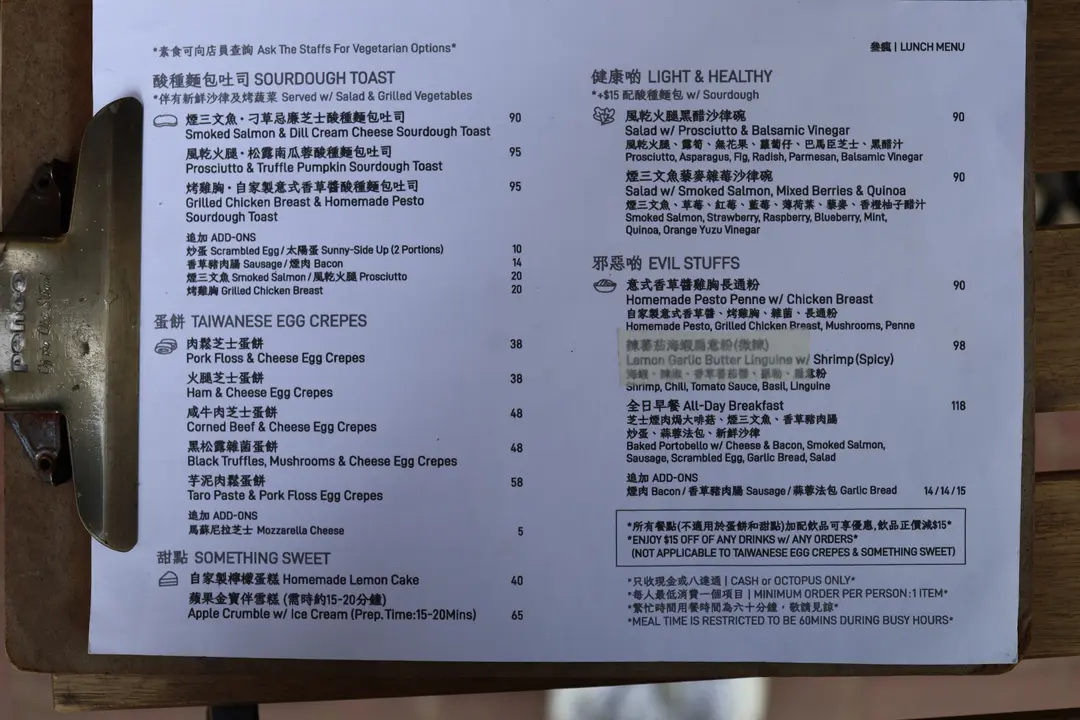 *素食可向店員查詢 Ask The Staffs For Vegetarian Options*
叁瘋 | LUNCH MENU
酸種麵包吐司 SOURDOUGH TOAST
*伴有新鮮沙律及烤蔬菜 Served w/ Salad & Grilled Vegetables
煙三文魚・刁草忌廉芝士酸種麵包吐司 90
Smoked Salmon & Dill Cream Cheese Sourdough Toast
風乾火腿・松露南瓜蓉酸種麵包吐司 95
Prosciutto & Truffle Pumpkin Sourdough Toast
烤雞胸・自家製意式香草醬酸種麵包吐司 95
Grilled Chicken Breast & Homemade Pesto
Sourdough Toast
追加 ADD-ONS
炒蛋 Scrambled Egg / 太陽蛋 Sunny-Side Up (2 Portions) 10
香草豬肉腸 Sausage / 煙肉 Bacon 14
煙三文魚 Smoked Salmon / 風乾火腿 Prosciutto 20
烤雞胸 Grilled Chicken Breast 20
蛋餅 TAIWANESE EGG CREPES
肉鬆芝士蛋餅 38
Pork Floss & Cheese Egg Crepes
火腿芝士蛋餅 38
Ham & Cheese Egg Crepes
咸牛肉芝士蛋餅 48
Corned Beef & Cheese Egg Crepes
黑松露雜菌蛋餅 48
Black Truffles, Mushrooms & Cheese Egg Crepes
芋泥肉鬆蛋餅 58
Taro Paste & Pork Floss Egg Crepes
追加 ADD-ONS
馬蘇尼拉芝士 Mozzarella Cheese 5
甜點 SOMETHING SWEET
自家製檸檬蛋糕 Homemade Lemon Cake 40
蘋果金寶伴雪糕 (需時約15-20分鐘)
Apple Crumble w/ Ice Cream (Prep.Time:15-20Mins) 65
健康啲 LIGHT & HEALTHY
*+$15 配酸種麵包 w/ Sourdough
風乾火腿黑醋沙律碗 90
Salad w/ Prosciutto & Balsamic Vinegar
風乾火腿、露筍、無花果、蘿蔔仔、巴馬臣芝士、黑醋汁
Prosciutto, Asparagus, Fig, Radish, Parmesan, Balsamic Vinegar
煙三文魚藜麥雜莓沙律碗 90
Salad w/ Smoked Salmon, Mixed Berries & Quinoa
煙三文魚、草莓、紅莓、藍莓、薄荷葉、藜麥、香橙柚子醋汁
Smoked Salmon, Strawberry, Raspberry, Blueberry, Mint,
Quinoa, Orange Yuzu Vinegar
邪惡啲 EVIL STUFFS
意式香草醬雞胸長通粉 90
Homemade Pesto Penne w/ Chicken Breast
自家製意式香草醬、烤雞胸、雜菌、長通粉
Homemade Pesto, Grilled Chicken Breast, Mushrooms, Penne
辣蕃茄海蝦扁意粉(微辣) 98
Lemon Garlic Butter Linguine w/ Shrimp (Spicy)
海蝦、辣椒、香草蕃茄醬、羅勒、扁意粉
Shrimp, Chili, Tomato Sauce, Basil, Linguine
全日早餐 All-Day Breakfast 118
芝士煙肉焗大啡菇、煙三文魚、香草豬肉腸
炒蛋、蒜蓉法包、新鮮沙律
Baked Portobello w/ Cheese & Bacon, Smoked Salmon,
Sausage, Scrambled Egg, Garlic Bread, Salad
追加 ADD-ONS
煙肉 Bacon / 香草豬肉腸 Sausage / 蒜蓉法包 Garlic Bread 14 / 14 / 15
*所有餐點(不適用於蛋餅和甜點)加配飲品可享優惠,飲品正價減$15*
*ENJOY $15 OFF OF ANY DRINKS w/ ANY ORDERS*
(NOT APPLICABLE TO TAIWANESE EGG CREPES & SOMETHING SWEET)
*只收現金或八達通 | CASH or OCTOPUS ONLY*
*每人最低消費一個項目 | MINIMUM ORDER PER PERSON:1 ITEM*
*繁忙時間用餐時間為六十分鐘，敬請見諒*
*MEAL TIME IS RESTRICTED TO BE 60MINS DURING BUSY HOURS*
penco